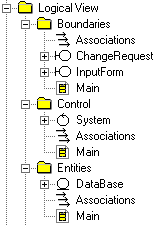 Logical View
Boundaries
Associations
ChangeRequest
InputForm
Main
Control
System
Associations
Main
Entities
DataBase
Associations
Main